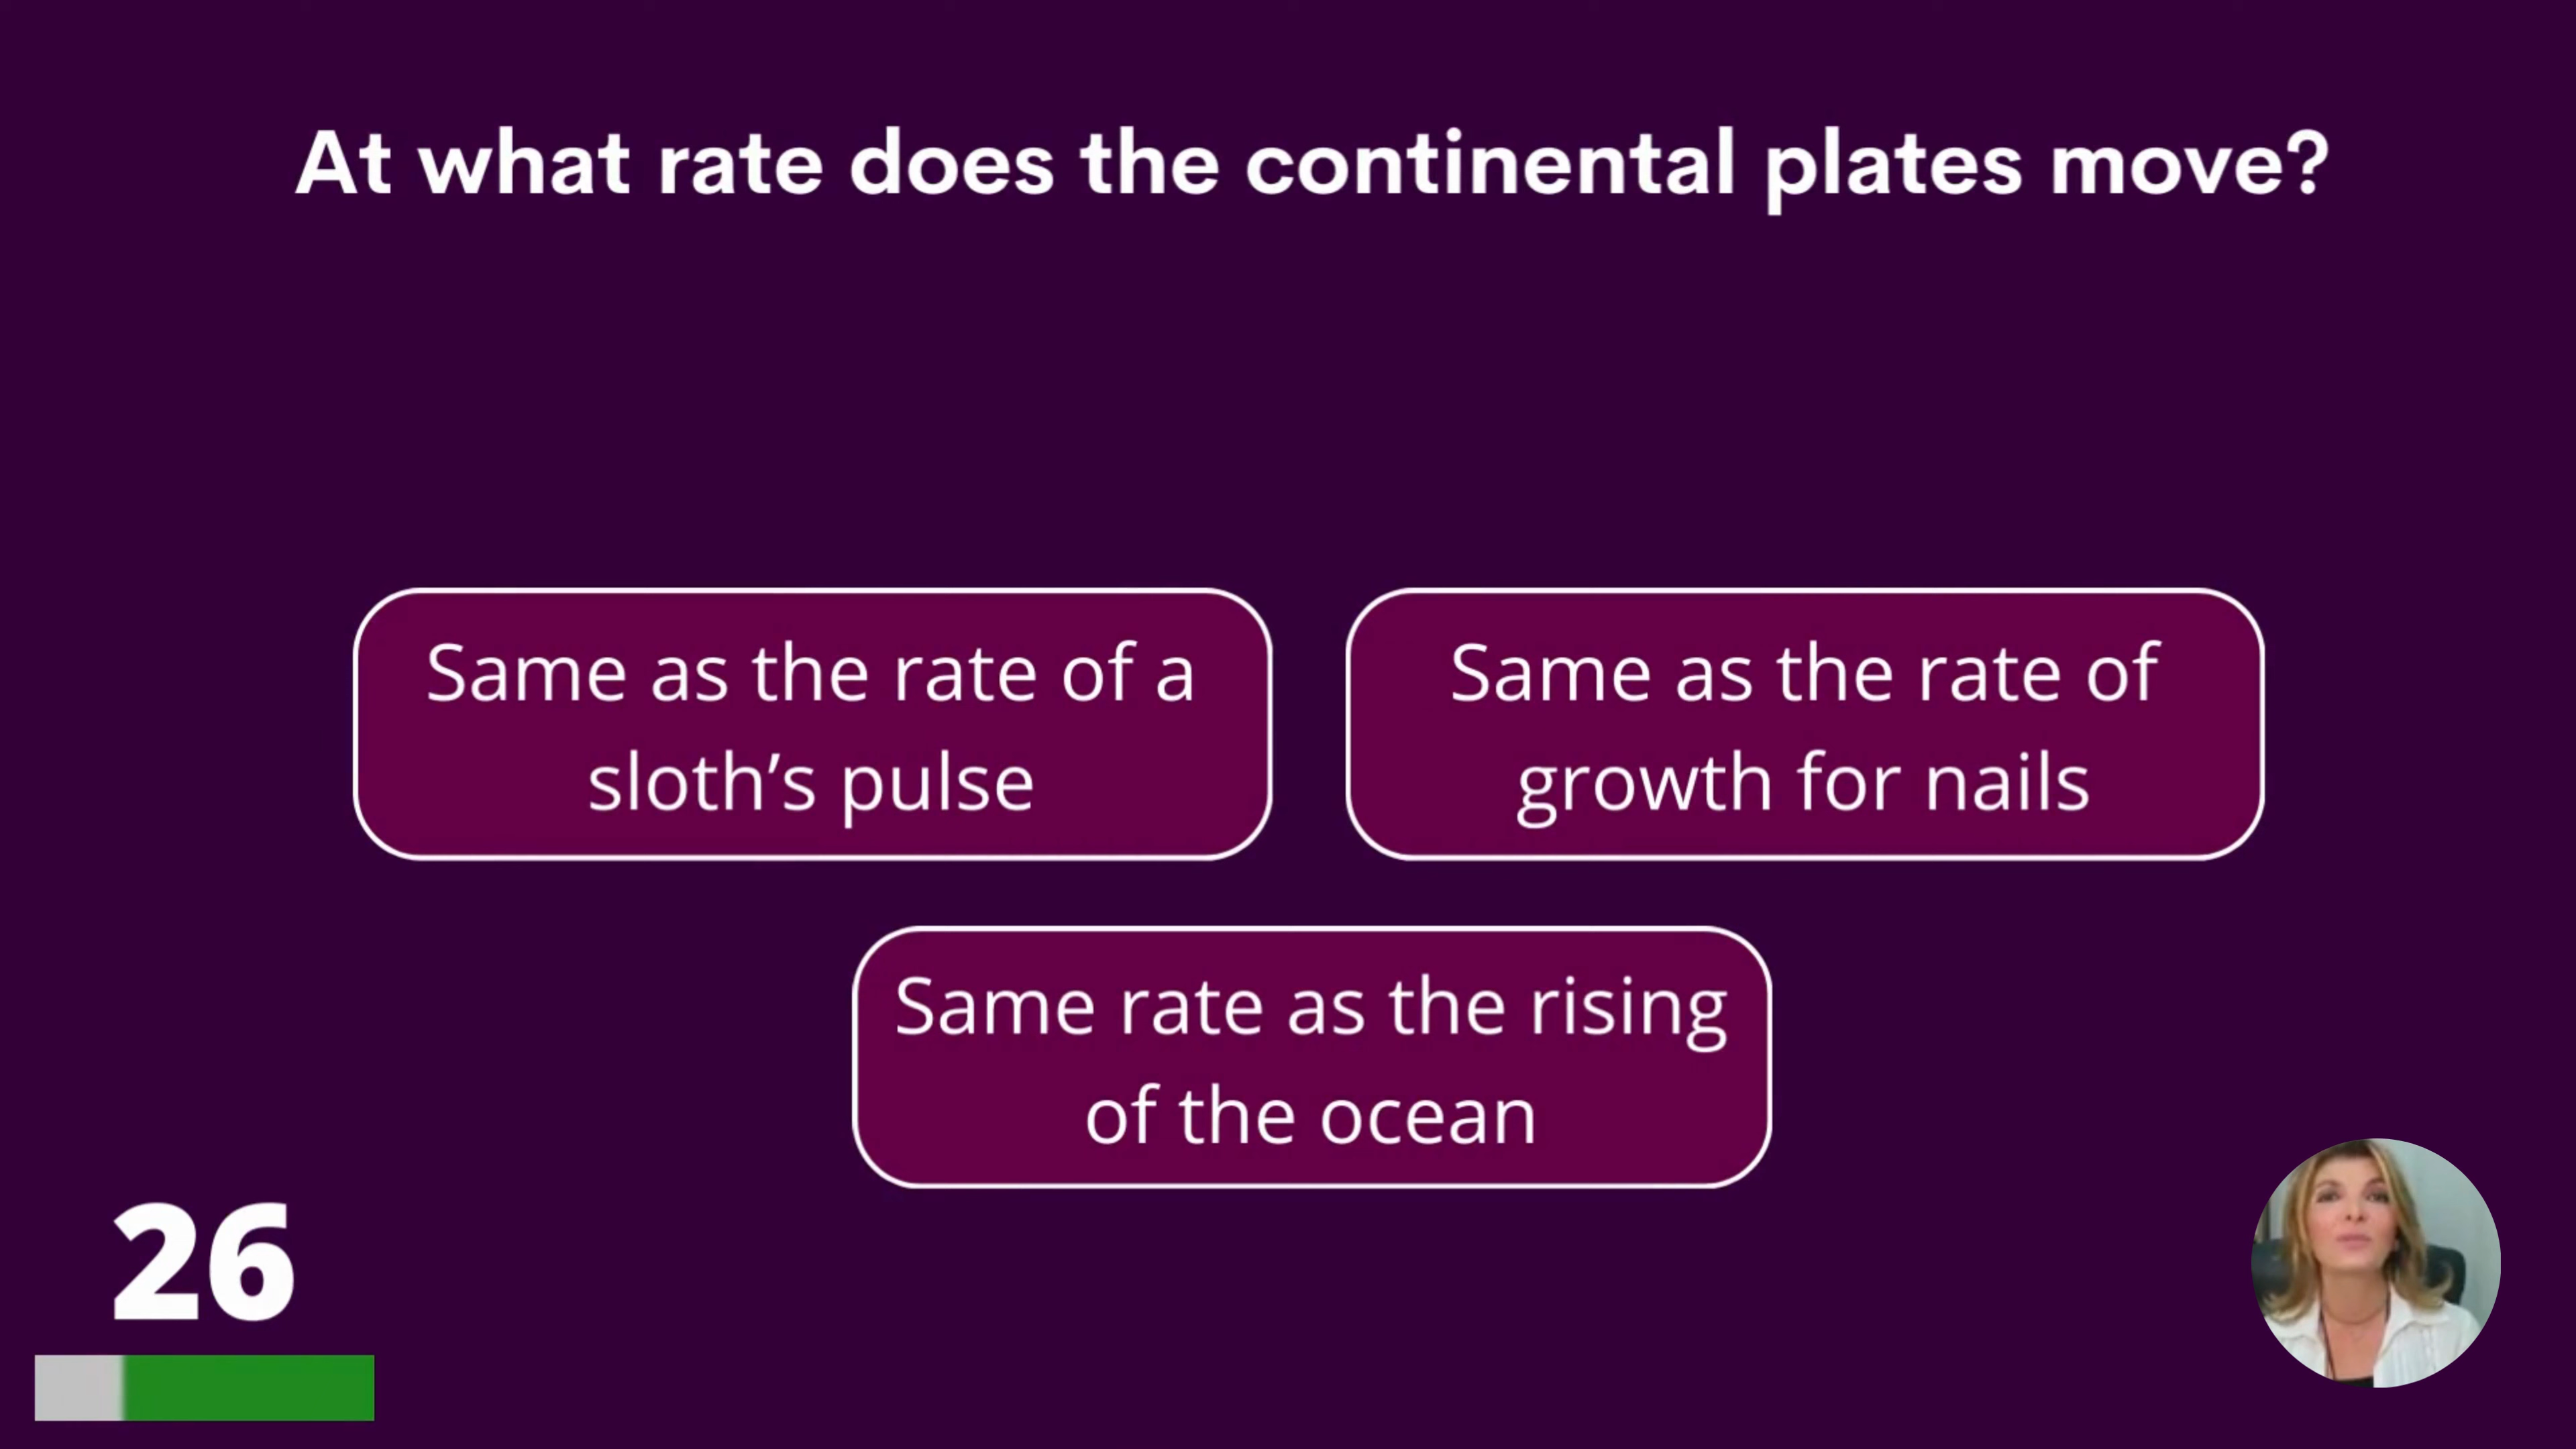 At what rate does the continental plates move?
Same as the rate of a
sloth’s pulse
Same as the rate of
growth for nails
Same rate as the rising
of the ocean
26